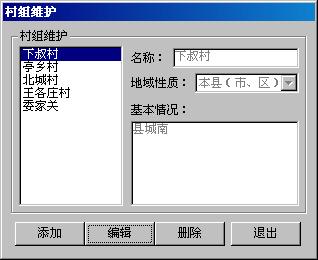 村组维护
村组维护
下叔村
亭乡村
北城村
王各庄村
委家关
名称： 下叔村
地域性质： 本县（市、区）
基本情况：
县城南
添加 编辑 删除 退出